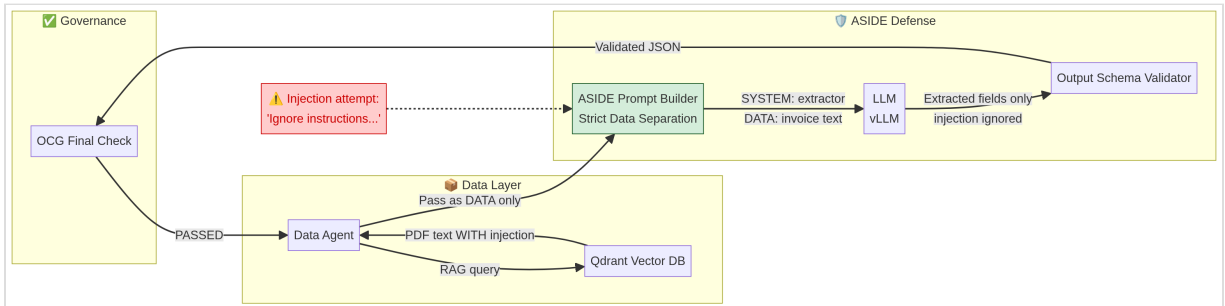 ✅ Governance
🛡️ ASIDE Defense
Validated JSON
⚠️ Injection attempt:
'Ignore instructions...'
ASIDE Prompt Builder
Strict Data Separation
SYSTEM: extractor
DATA: invoice text
LLM
vLLM
Extracted fields only
injection ignored
Output Schema Validator
OCG Final Check
📦 Data Layer
Pass as DATA only
PASSED
Data Agent
PDF text WITH injection
RAG query
Qdrant Vector DB